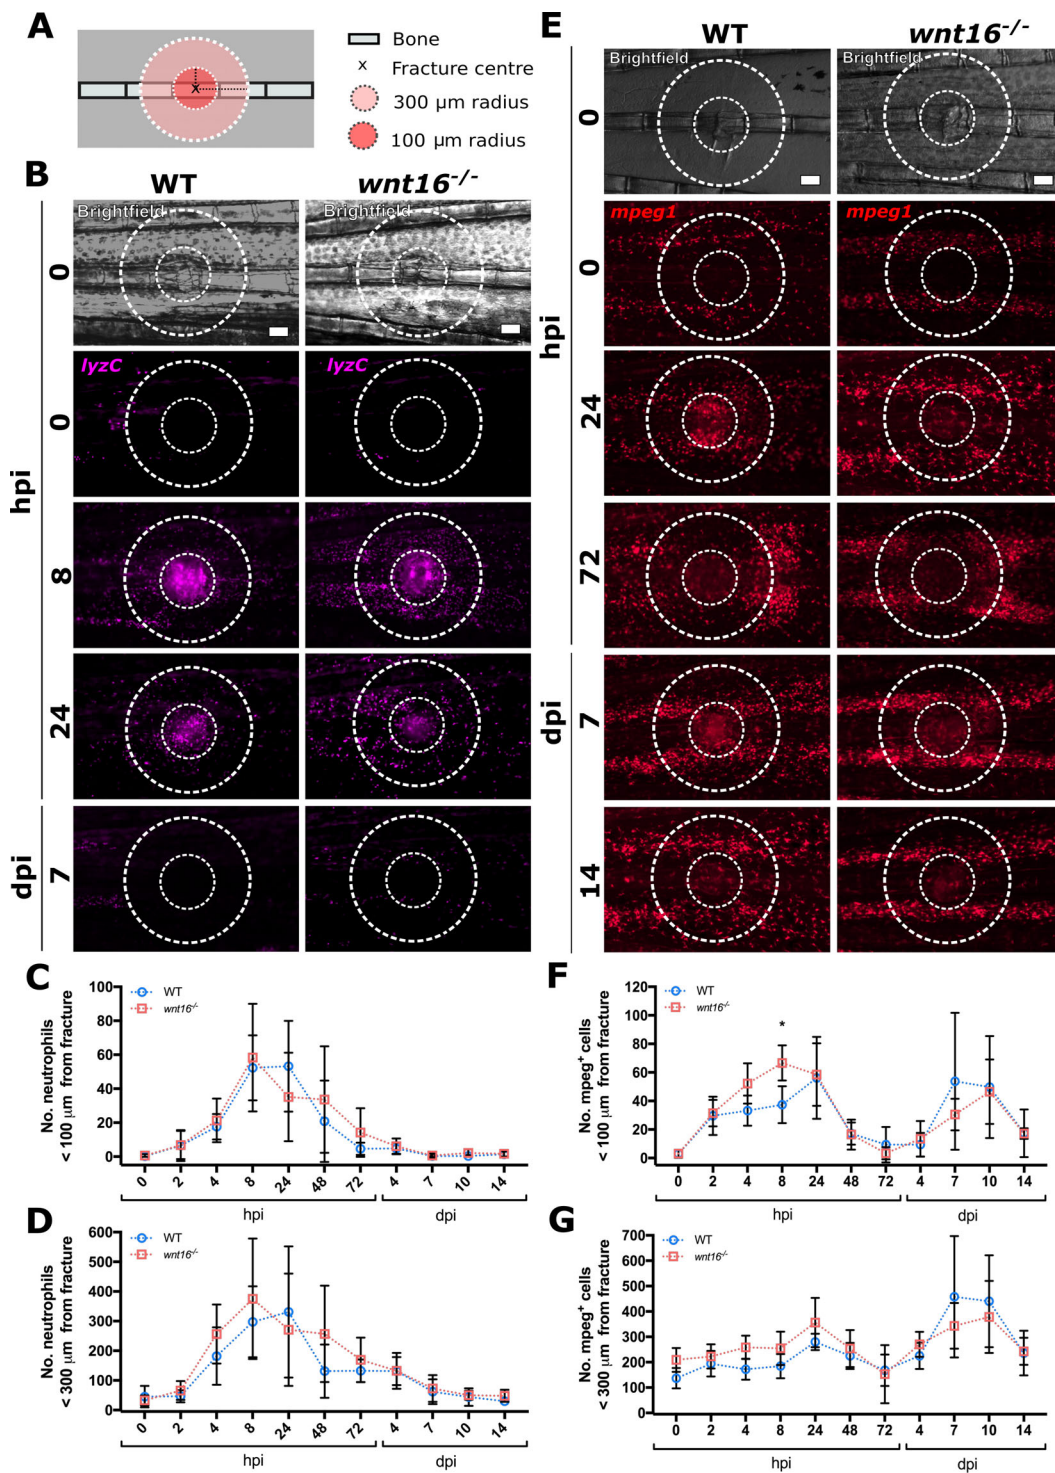 A
Bone
x Fracture centre
300 µm radius
100 µm radius
B
WT wnt16-/-
0 Brightfield Brightfield
0 lyzC
8
24
7
hpi
dpi
E
WT wnt16-/-
0 Brightfield Brightfield
0 mpeg1 mpeg1
24
72
7
14
hpi
dpi
C
No. neutrophils
< 100 µm from fracture
WT
wnt16-/-
100
80
60
40
20
0
0 2 4 8 24 48 72 4 7 10 14
hpi dpi
D
No. neutrophils
< 300 µm from fracture
WT
wnt16-/-
600
500
400
300
200
100
0
0 2 4 8 24 48 72 4 7 10 14
hpi dpi
F
No. mpeg+ cells
< 100 µm from fracture
WT
wnt16-/-
120
100
80
60
40
20
0
*
0 2 4 8 24 48 72 4 7 10 14
hpi dpi
G
No. mpeg+ cells
< 300 µm from fracture
WT
wnt16-/-
700
600
500
400
300
200
100
0
0 2 4 8 24 48 72 4 7 10 14
hpi dpi